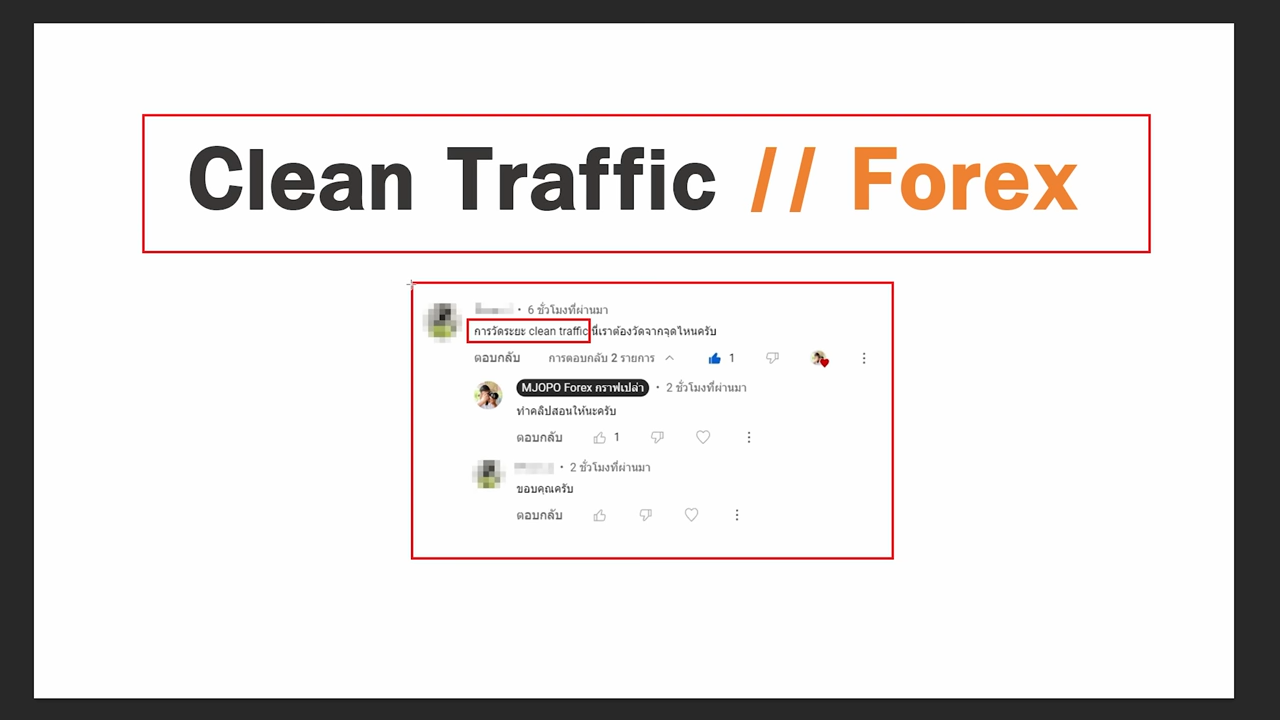 Clean Traffic // Forex
• 6 ชั่วโมงที่ผ่านมา
การวัดระยะ clean traffic นี่เราต้องวัดจากจุดไหนครับ
ตอบกลับ การตอบกลับ 2 รายการ 1
MJOPO Forex กราฟเปล่า • 2 ชั่วโมงที่ผ่านมา
ทำคลิปสอนให้นะครับ
ตอบกลับ 1
• 2 ชั่วโมงที่ผ่านมา
ขอบคุณครับ
ตอบกลับ